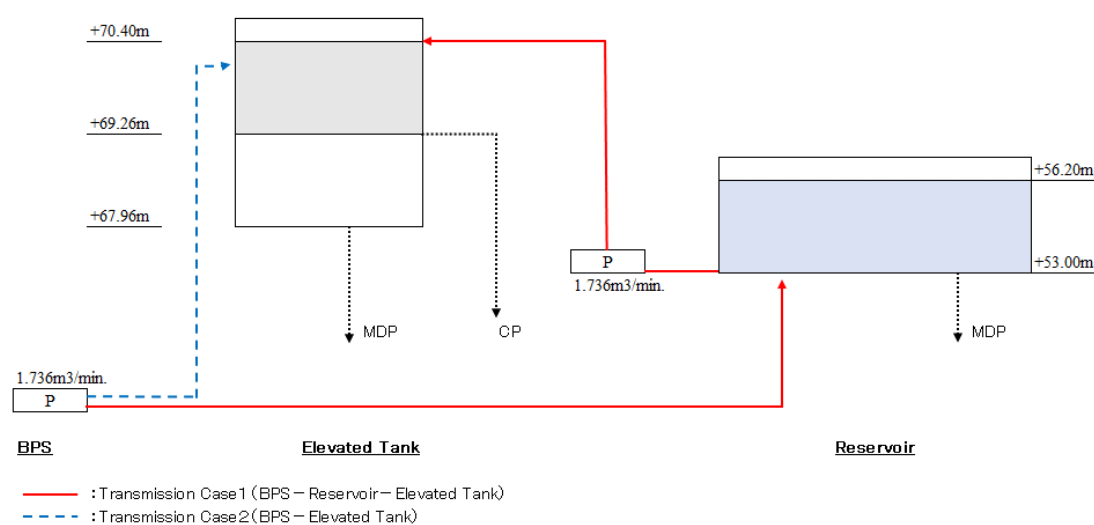 +70.40m
+69.26m
+67.96m
+56.20m
+53.00m
P
1.736m3/min.
MDP
CP
MDP
1.736m3/min.
P
BPS
Elevated Tank
Reservoir
:Transmission Case1(BPS-Reservoir-Elevated Tank)
:Transmission Case2(BPS-Elevated Tank)